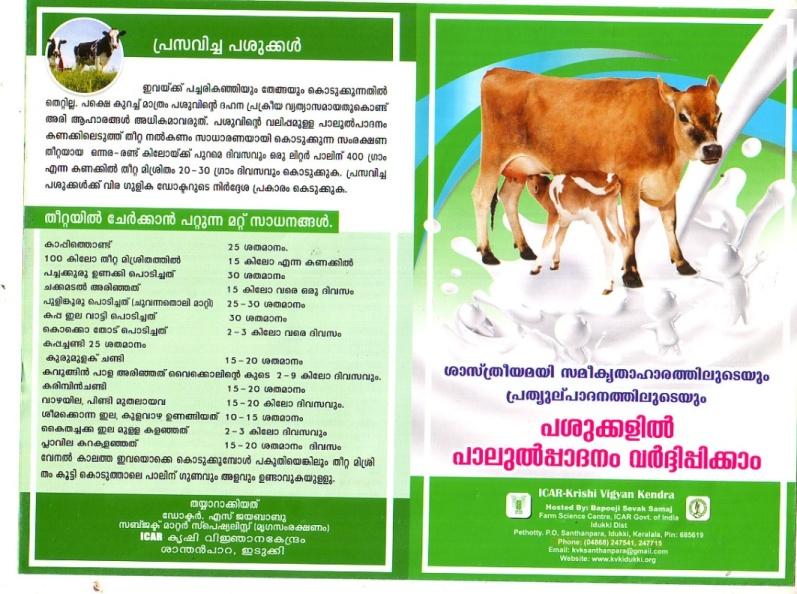 പ്രസവിച്ച പശുക്കൾ
ഇവയ്ക്ക് പച്ചരികഞ്ഞിയും തേങ്ങയും കൊടുക്കുന്നതിൽ
തെറ്റില്ല. പക്ഷെ കുറച്ച് മാത്രം പശുവിന്റെ ദഹന പ്രക്രീയ വ്യത്യാസമായതുകൊണ്ട്
അരി ആഹാരങ്ങൾ അധികമാവരുത്. പശുവിന്റെ വലിപ്പമുള്ള പാലുൽപാദനം
കണക്കിലെടുത്ത് തീറ്റ നൽകണം സാധാരണയായി കൊടുക്കുന്ന സംരക്ഷണ
തീറ്റയായ ഒന്നര-രണ്ട് കിലോയ്ക്ക് പുറമെ ദിവസവും ഒരു ലിറ്റർ പാലിന് 400 ഗ്രാം
എന്ന കണക്കിൽ തീറ്റ മിശ്രിതം 20-30 ഗ്രാം ദിവസവും കൊടുക്കുക. പ്രസവിച്ച
പശുക്കൾക്ക് വിര ഗുളിക ഡോക്ടറുടെ നിർദ്ദേശ പ്രകാരം കെടുക്കുക.
തീറ്റയിൽ ചേർക്കാൻ പറ്റുന്ന മറ്റ് സാധനങ്ങൾ.
കാപ്പിത്തൊണ്ട് 25 ശതമാനം.
100 കിലോ തീറ്റ മിശ്രിതത്തിൽ 15 കിലോ എന്ന കണക്കിൽ
പച്ചക്കുരു ഉണക്കി പൊടിച്ചത് 30 ശതമാനം
ചക്കമടൽ അരിഞ്ഞത് 15 കിലോ വരെ ഒരു ദിവസം
പുളിങ്കുരു പൊടിച്ചത് (ചുവന്നതൊലി മാറ്റി) 25-30 ശതമാനം
കപ്പ ഇല വാട്ടി പൊടിച്ചത് 30 ശതമാനം
കൊക്കൊ തോട് പൊടിച്ചത് 2-3 കിലോ വരെ ദിവസം
കപ്പച്ചണ്ടി 25 ശതമാനം
കുരുമുളക് ചണ്ടി 15-20 ശതമാനം
കവുങ്ങിൻ പാള അരിഞ്ഞത് വൈക്കൊലിന്റെ കൂടെ 2-9 കിലോ ദിവസവും.
കരിമ്പിൻചണ്ടി 15-20 ശതമാനം
വാഴയില, പിണ്ടി മുതലായവ 15-20 കിലോ ദിവസവും.
ശീമക്കൊന്ന ഇല, കുളവാഴ ഉണങ്ങിയത് 10-15 ശതമാനം
കൈതച്ചക്ക ഇല മുള്ള കളഞ്ഞത് 2-3 കിലോ ദിവസവും
പ്ലാവില കറകളഞ്ഞത് 15-20 ശതമാനം ദിവസം
വേനൽ കാലത്ത ഇവയൊക്കെ കൊടുക്കുമ്പോൾ പകുതിയെങ്കിലും തീറ്റ മിശ്രി
തം കൂട്ടി കൊടുത്താലെ പാലിന് ഗുണവും അളവും ഉണ്ടാവുകയുള്ളൂ.
തയ്യാറാക്കിയത്
ഡോക്ടർ. എസ് ജയബാബു
സബ്ജക്റ്റ് മാറ്റർ സ്പെഷ്യലിസ്റ്റ് (മൃഗസംരക്ഷണം)
ICAR കൃഷി വിജ്ഞാനകേന്ദ്രം
ശാന്തൻപാറ, ഇടുക്കി
ശാസ്ത്രീയമയി സമീകൃതാഹാരത്തിലുടെയും
പ്രത്യുല്പാദനത്തിലുടെയും
പശുക്കളിൽ
പാലുൽപ്പാദനം വർദ്ദിപ്പിക്കാം
ICAR-Krishi Vigyan Kendra
Hosted By: Bapooji Sevak Samaj
Farm Science Centre, ICAR Govt. of India
Idukki Dist
Pethotty. P.O, Santhanpara, Idukki, Keralala, Pin: 685619
Phone: (04868) 247541, 247715
Email: kvksanthanpara@gmail.com
Website: www.kvkidukki.org